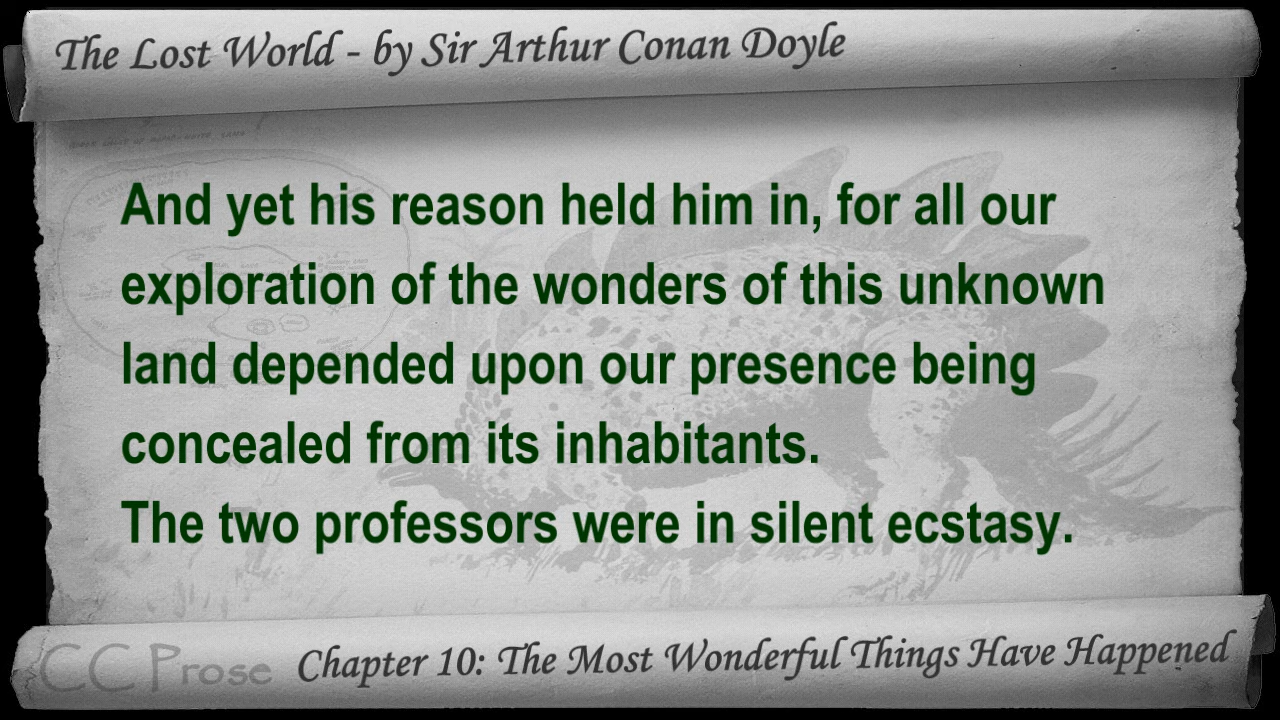 The Lost World - by Sir Arthur Conan Doyle
And yet his reason held him in, for all our
exploration of the wonders of this unknown
land depended upon our presence being
concealed from its inhabitants.
The two professors were in silent ecstasy.
CC Prose
Chapter 10: The Most Wonderful Things Have Happened